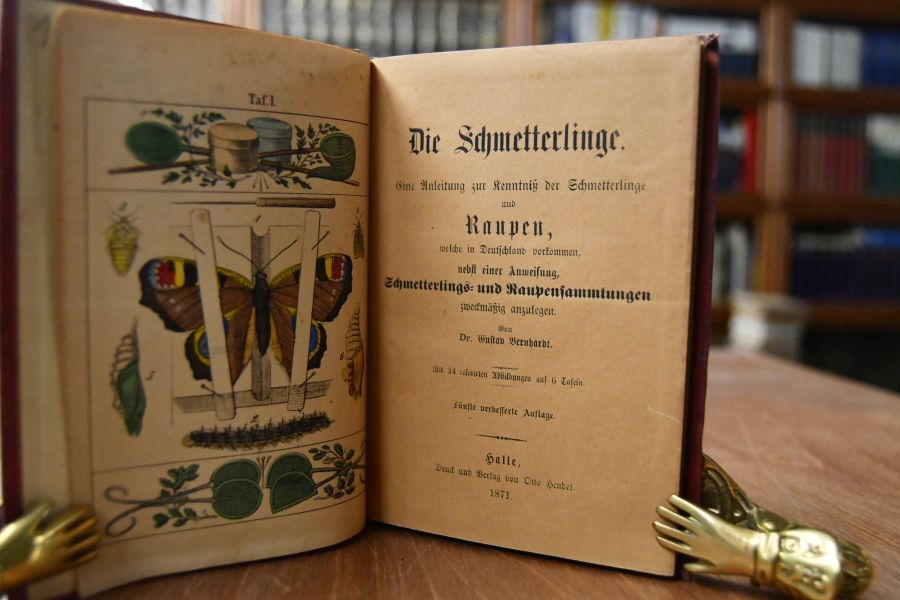 Taf. I.
Die Schmetterlinge.
Eine Anleitung zur Kenntniß der Schmetterlinge
und
Raupen,
welche in Deutschland vorkommen,
nebst einer Anweisung,
Schmetterlings- und Raupensammlungen
zweckmäßig anzulegen.
Von
Dr. Gustav Bernhardt.
Mit 34 colorirten Abbildungen auf 6 Tafeln.
Fünfte verbesserte Auflage.
Halle,
Druck und Verlag von Otto Hendel.
1871.